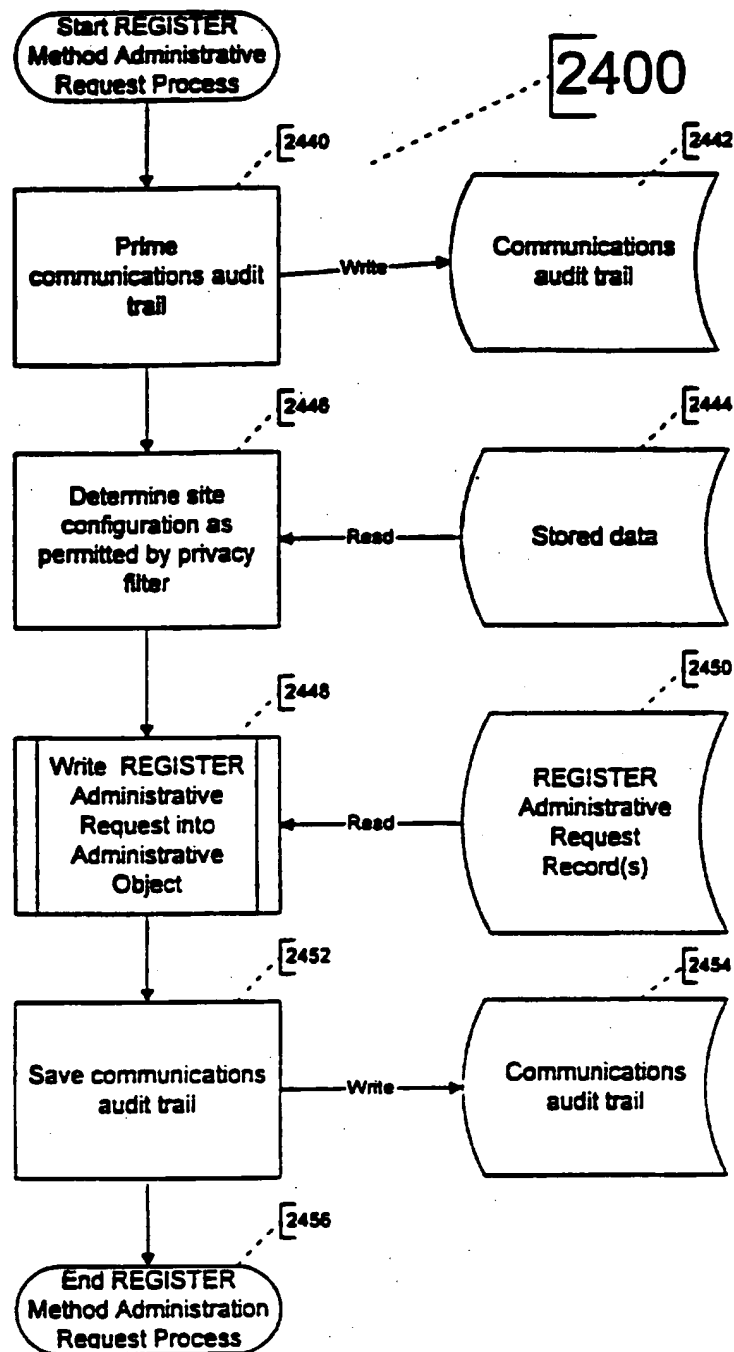 Start REGISTER
Method Administrative
Request Process
2400
2440
2442
Prime
communications audit
trail
Write
Communications
audit trail
2446
2444
Determine site
configuration as
permitted by privacy
filter
Read
Stored data
2448
2450
Write REGISTER
Administrative
Request into
Administrative
Object
Read
REGISTER
Administrative
Request
Record(s)
2452
2454
Save communications
audit trail
Write
Communications
audit trail
2456
End REGISTER
Method Administration
Request Process